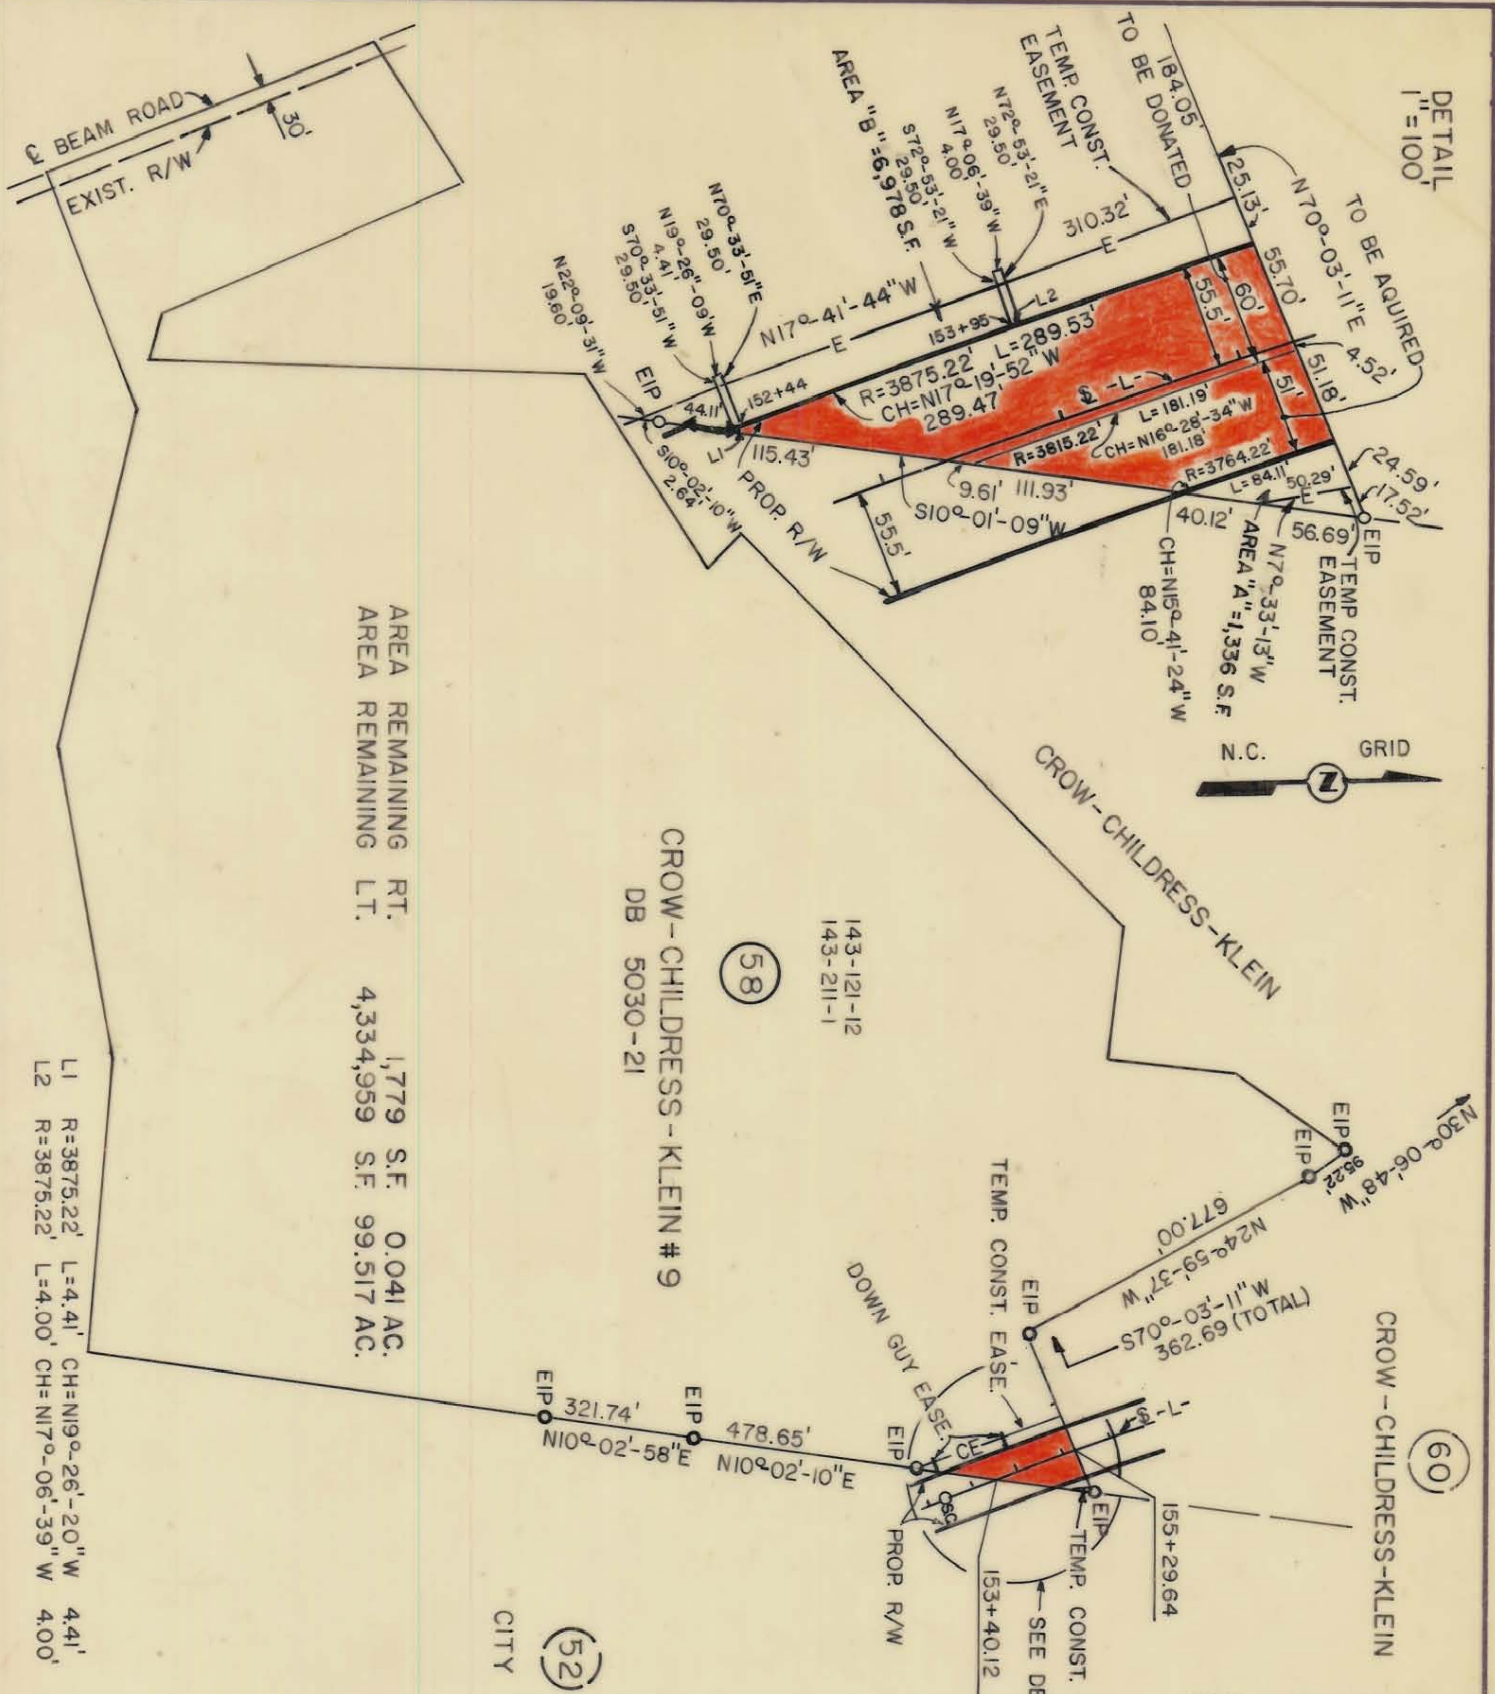 DETAIL
1"=100'
184.05'
TO BE DONATED
25.13'
N70°-03'-11"E
TO BE AQUIRED
55.70'
4.52'
51.18'
24.59'
17.52'
EIP
TEMP. CONST.
EASEMENT
310.32'
E
N72°-53'-21"E
29.50'
N17°-06'-39"W
4.00'
S72°-53'-21"W
29.50'
AREA "B"=6,978 S.F.
N70°-33'-51"E
29.50'
N19°-26'-09"W
4.41'
S70°-33'-51"W
29.50'
N22°-09'-31"W
19.60'
EIP
N17°-41'-44"W
E
153+95
L2
152+44
44.11'
L1
S10°-02'-10"W
2.64'
60'
55.5'
L=289.53'
R=3875.22'
CH=N17°-19'-52"W
289.47'
℄ -L-
51'
L=181.19'
CH=N16°-28'-34"W
181.18'
R=3815.22'
R=3764.22'
L=84.11'
50.29'
E
115.43'
9.61'
111.93'
S10°-01'-09"W
40.12'
56.69'
TEMP CONST.
EASEMENT
N7°-33'-13"W
AREA "A"=1,336 S.F.
CH=N15°-41'-24"W
84.10'
PROP. R/W
55.5'
℄ BEAM ROAD
EXIST. R/W
30'
N.C. GRID
N
CROW-CHILDRESS-KLEIN
143-121-12
143-211-1
58
CROW-CHILDRESS-KLEIN #9
DB 5030-21
AREA REMAINING RT. 1,779 S.F. 0.041 AC.
AREA REMAINING LT. 4,334,959 S.F. 99.517 AC.
N30°-06'-48"W
95.22'
EIP
EIP
N24°-59'-37"W
677.00'
S70°-03'-11"W
362.69 (TOTAL)
EIP
CROW-CHILDRESS-KLEIN
60
TEMP. CONST. EASE.
DOWN GUY EASE.
CE
℄ -L-
EIP
SC
EIP
155+29.64
TEMP. CONST.
SEE DE
153+40.12
PROP. R/W
EIP
321.74'
N10°-02'-58"E
EIP
478.65'
N10°-02'-10"E
52
CITY
L1 R=3875.22' L=4.41' CH=N19°-26'-20"W 4.41'
L2 R=3875.22' L=4.00' CH=N17°-06'-39"W 4.00'